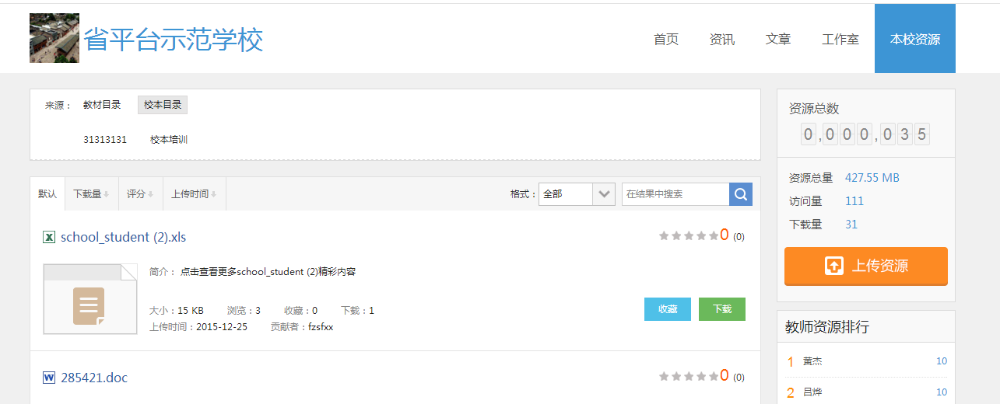 省平台示范学校
首页 资讯 文章 工作室 本校资源
来源： 教材目录 校本目录
31313131 校本培训
默认 下载量 评分 上传时间 格式： 全部 在结果中搜索
school_student (2).xls 0 (0)
简介： 点击查看更多school_student (2)精彩内容
大小：15 KB 浏览：3 收藏：0 下载：1
上传时间：2015-12-25 贡献者：fzsfxx
收藏 下载
285421.doc 0 (0)
资源总数
0,000,035
资源总量 427.55 MB
访问量 111
下载量 31
上传资源
教师资源排行
1 黄杰 10
2 吕烨 10